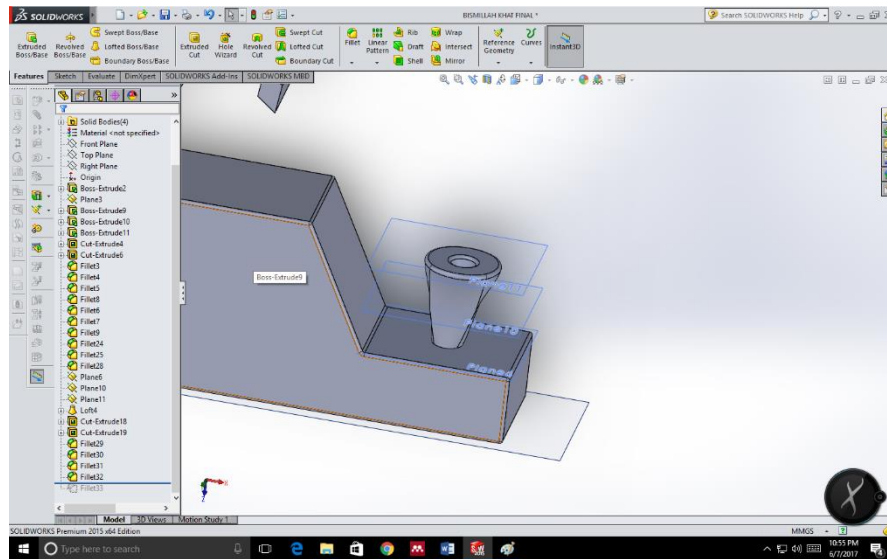 SOLIDWORKS
BISMILLAH KHAT FINAL *
Search SOLIDWORKS Help
Extruded Boss/Base
Revolved Boss/Base
Swept Boss/Base
Lofted Boss/Base
Boundary Boss/Base
Extruded Cut
Hole Wizard
Revolved Cut
Swept Cut
Lofted Cut
Boundary Cut
Fillet
Linear Pattern
Rib
Draft
Shell
Wrap
Intersect
Mirror
Reference Geometry
Curves
Instant3D
Features Sketch Evaluate DimXpert SOLIDWORKS Add-Ins SOLIDWORKS MBD
Solid Bodies(4)
Material <not specified>
Front Plane
Top Plane
Right Plane
Origin
Boss-Extrude2
Plane3
Boss-Extrude9
Boss-Extrude10
Boss-Extrude11
Cut-Extrude4
Cut-Extrude6
Fillet3
Fillet4
Fillet5
Fillet8
Fillet6
Fillet7
Fillet9
Fillet24
Fillet25
Fillet28
Plane6
Plane10
Plane11
Loft4
Cut-Extrude18
Cut-Extrude19
Fillet29
Fillet30
Fillet31
Fillet32
Fillet33
Boss-Extrude9
Plane11
Plane10
Plane6
X
Z
Model 3D Views Motion Study 1
SOLIDWORKS Premium 2015 x64 Edition
MMGS
Type here to search
10:55 PM
6/7/2017